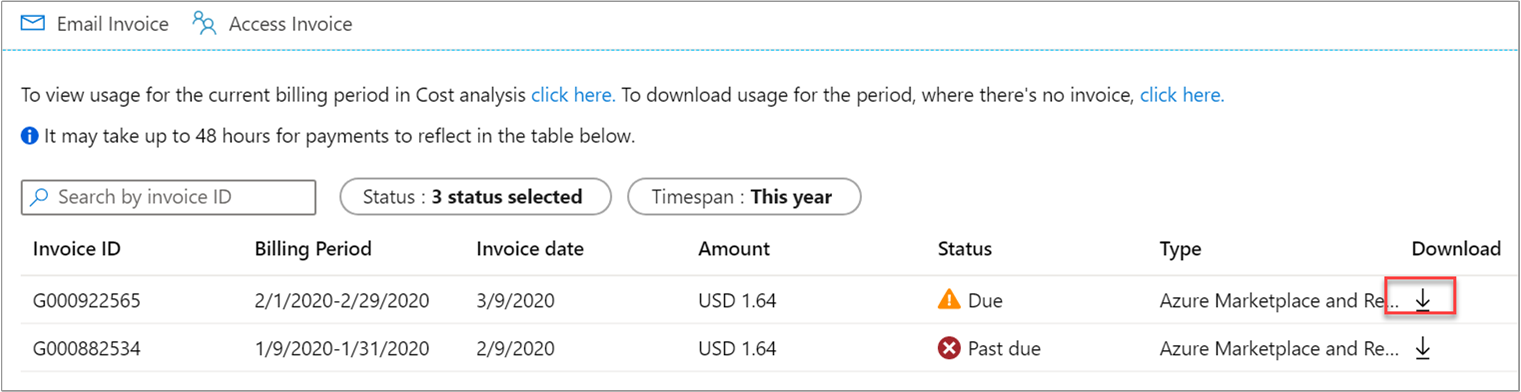 Email Invoice Access Invoice
To view usage for the current billing period in Cost analysis click here. To download usage for the period, where there's no invoice, click here.
It may take up to 48 hours for payments to reflect in the table below.
Search by invoice ID Status : 3 status selected Timespan : This year
Invoice ID Billing Period Invoice date Amount Status Type Download
G000922565 2/1/2020-2/29/2020 3/9/2020 USD 1.64 Due Azure Marketplace and Re...
G000882534 1/9/2020-1/31/2020 2/9/2020 USD 1.64 Past due Azure Marketplace and Re...